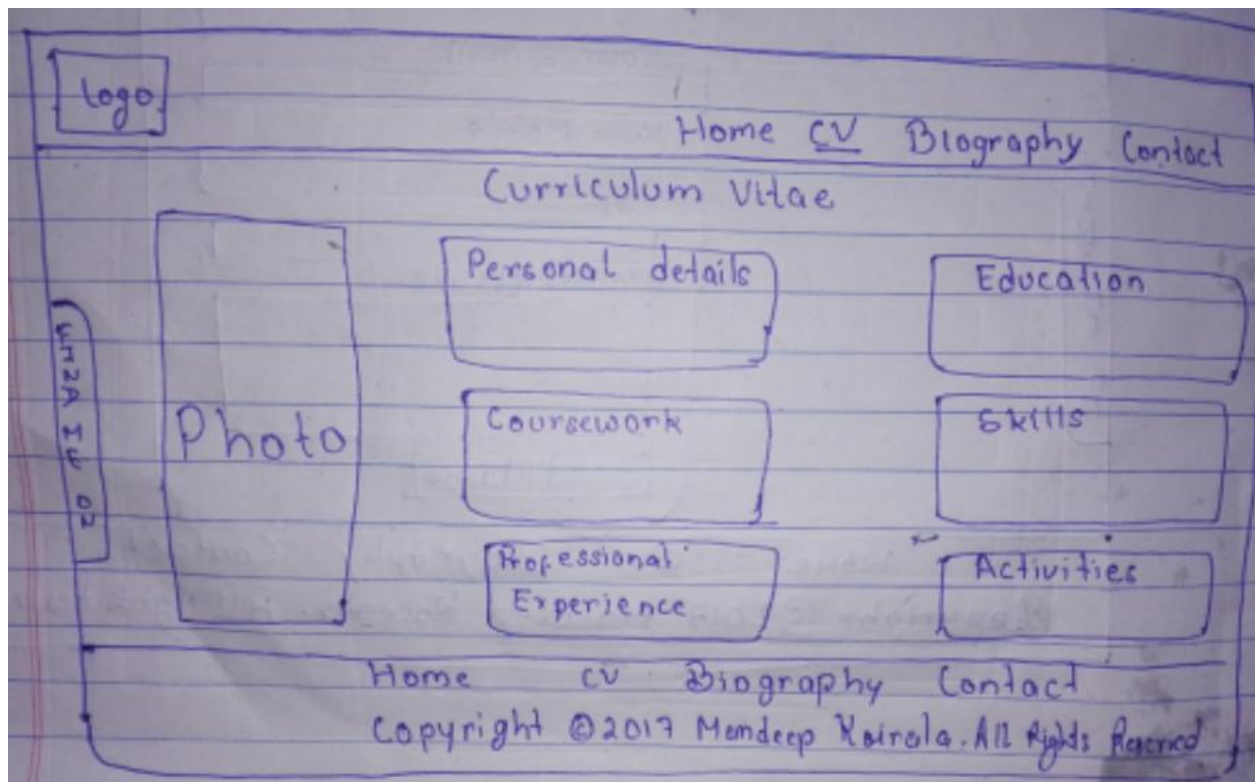 Logo
Home CV Biography Contact
Curriculum Vitae
Personal details
Education
Photo
Coursework
Skills
Professional
Experience
Activities
Home CV Biography Contact
Copyright ©2017 Mandeep Koirala. All Rights Reserved